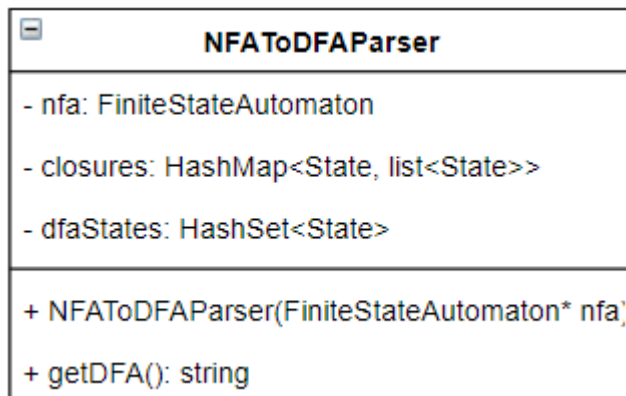 NFAToDFAParser
- nfa: FiniteStateAutomaton
- closures: HashMap<State, list<State>>
- dfaStates: HashSet<State>
+ NFAToDFAParser(FiniteStateAutomaton* nfa)
+ getDFA(): string